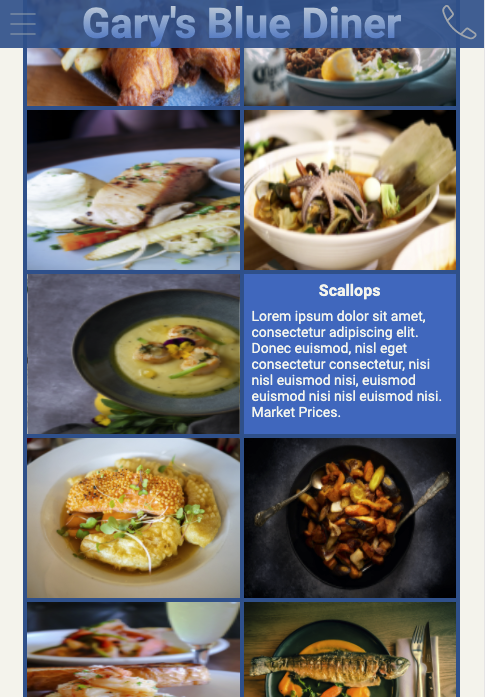 Gary's Blue Diner
Scallops
Lorem ipsum dolor sit amet,
consectetur adipiscing elit.
Donec euismod, nisl eget
consectetur consectetur, nisi
nisl euismod nisi, euismod
euismod nisi nisl euismod nisi.
Market Prices.